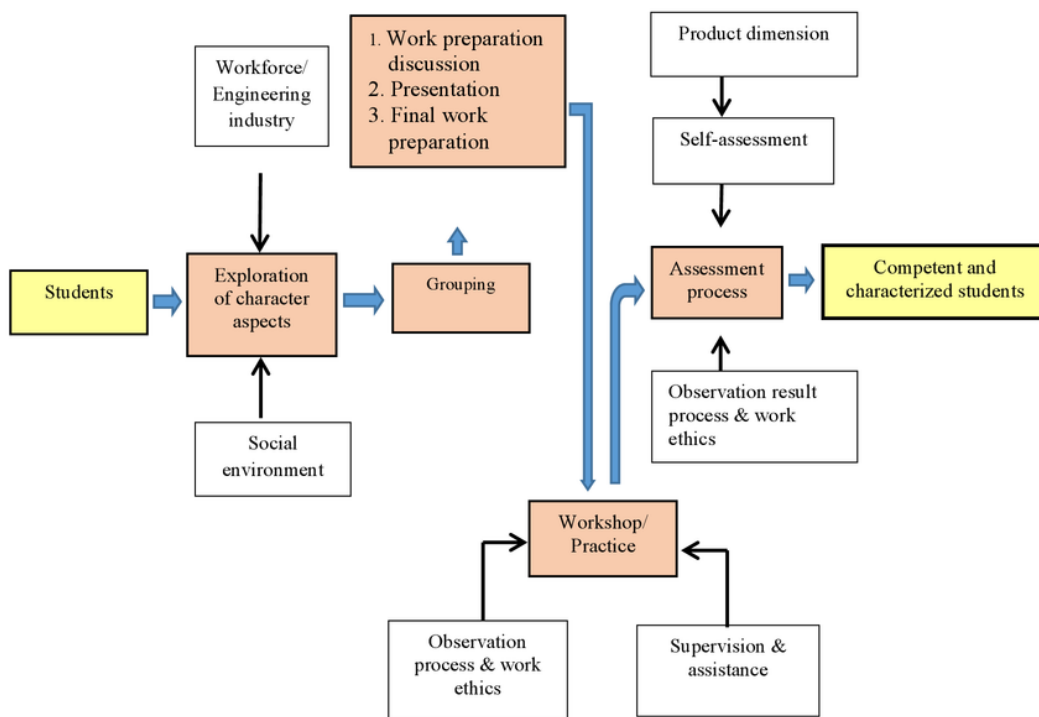 Workforce/
Engineering
industry
1. Work preparation
discussion
2. Presentation
3. Final work
preparation
Product dimension
Self-assessment
Students
Exploration
of character
aspects
Grouping
Assessment
process
Competent and
characterized students
Social
environment
Observation result
process & work
ethics
Workshop/
Practice
Observation
process & work
ethics
Supervision &
assistance